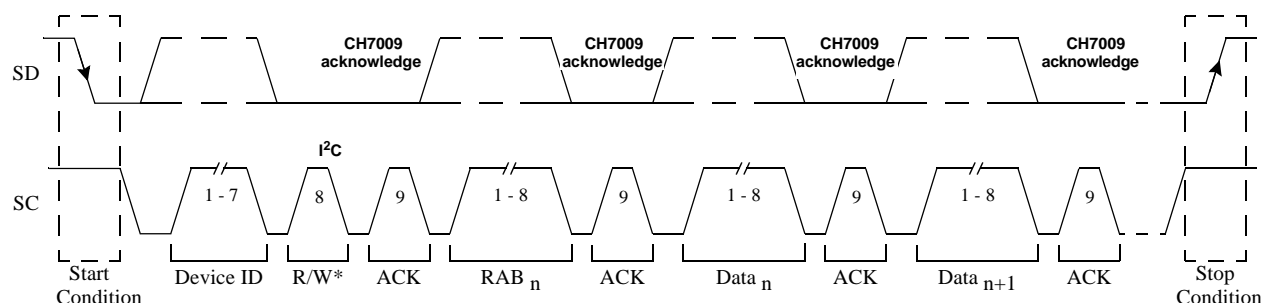 CH7009 acknowledge
CH7009 acknowledge
CH7009 acknowledge
CH7009 acknowledge
SD
I²C
SC
1 - 7
8
9
1 - 8
9
1 - 8
9
1 - 8
9
Start Condition
Device ID
R/W*
ACK
RAB n
ACK
Data n
ACK
Data n+1
ACK
Stop Condition